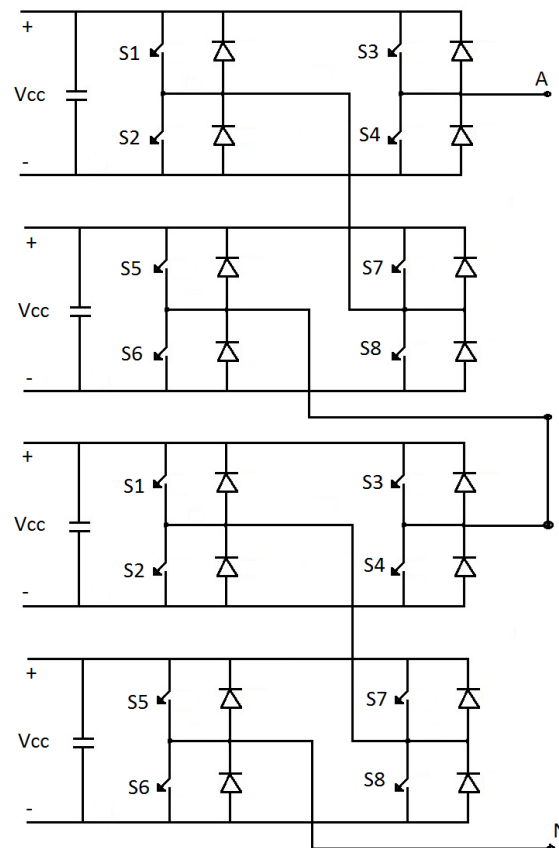 +
S1
S3
A
Vcc
S2
S4
-
+
S5
S7
Vcc
S6
S8
-
+
S1
S3
Vcc
S2
S4
-
+
S5
S7
Vcc
S6
S8
-
N